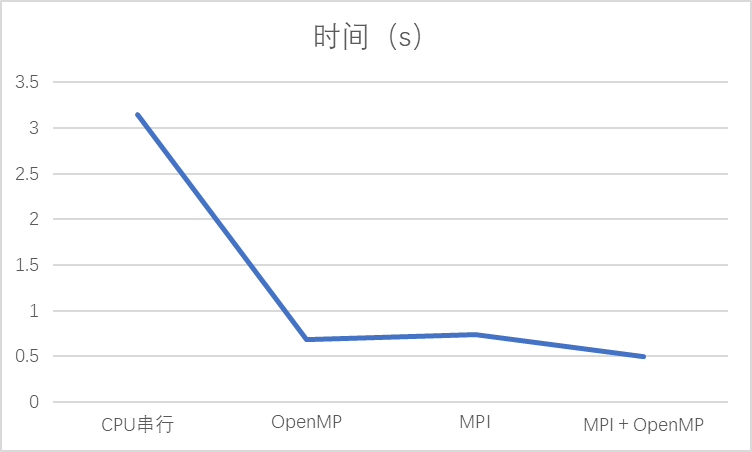 时间（s）
3.5
3
2.5
2
1.5
1
0.5
0
CPU串行
OpenMP
MPI
MPI + OpenMP